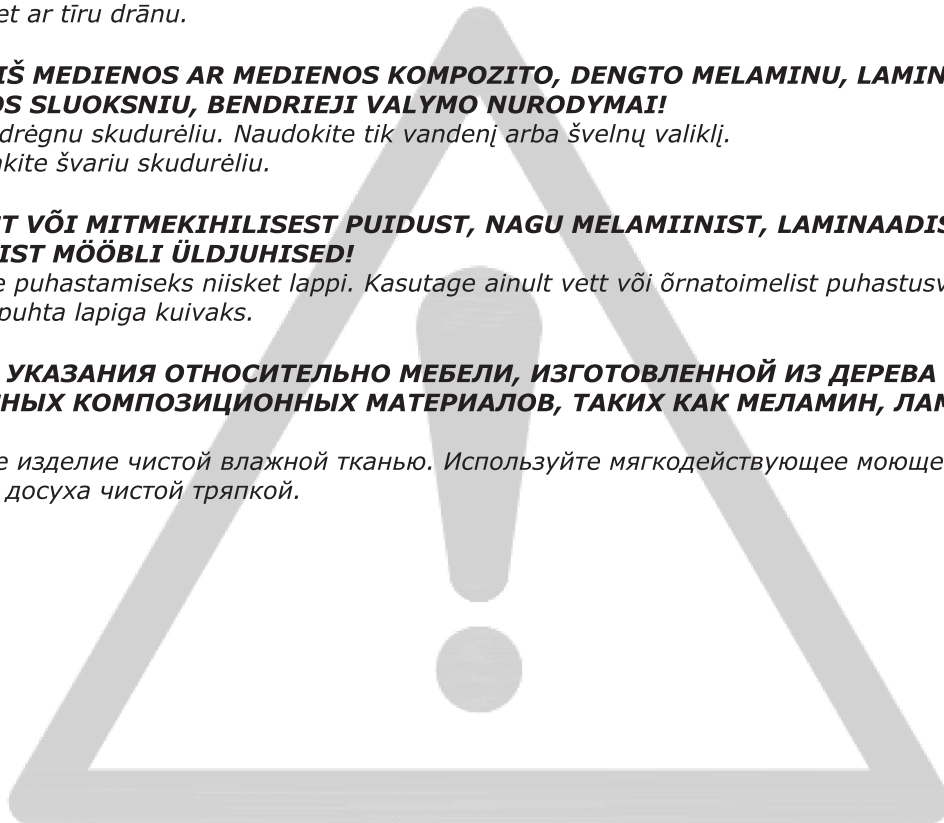 et ar tīru drānu.
IŠ MEDIENOS AR MEDIENOS KOMPOZITO, DENGTO MELAMINU, LAMIN
OS SLUOKSNIU, BENDRIEJI VALYMO NURODYMAI!
drėgnu skudurėliu. Naudokite tik vandenį arba švelnų valiklį.
kite švariu skudurėliu.
T VÕI MITMEKIHILISEST PUIDUST, NAGU MELAMIINIST, LAMINAADIS
IST MÖÖBLI ÜLDJUHISED!
e puhastamiseks niisket lappi. Kasutage ainult vett või õrnatoimelist puhastusv
puhta lapiga kuivaks.
УКАЗАНИЯ ОТНОСИТЕЛЬНО МЕБЕЛИ, ИЗГОТОВЛЕННОЙ ИЗ ДЕРЕВА
НЫХ КОМПОЗИЦИОННЫХ МАТЕРИАЛОВ, ТАКИХ КАК МЕЛАМИН, ЛАМ
е изделие чистой влажной тканью. Используйте мягкодействующее моюще
досуха чистой тряпкой.